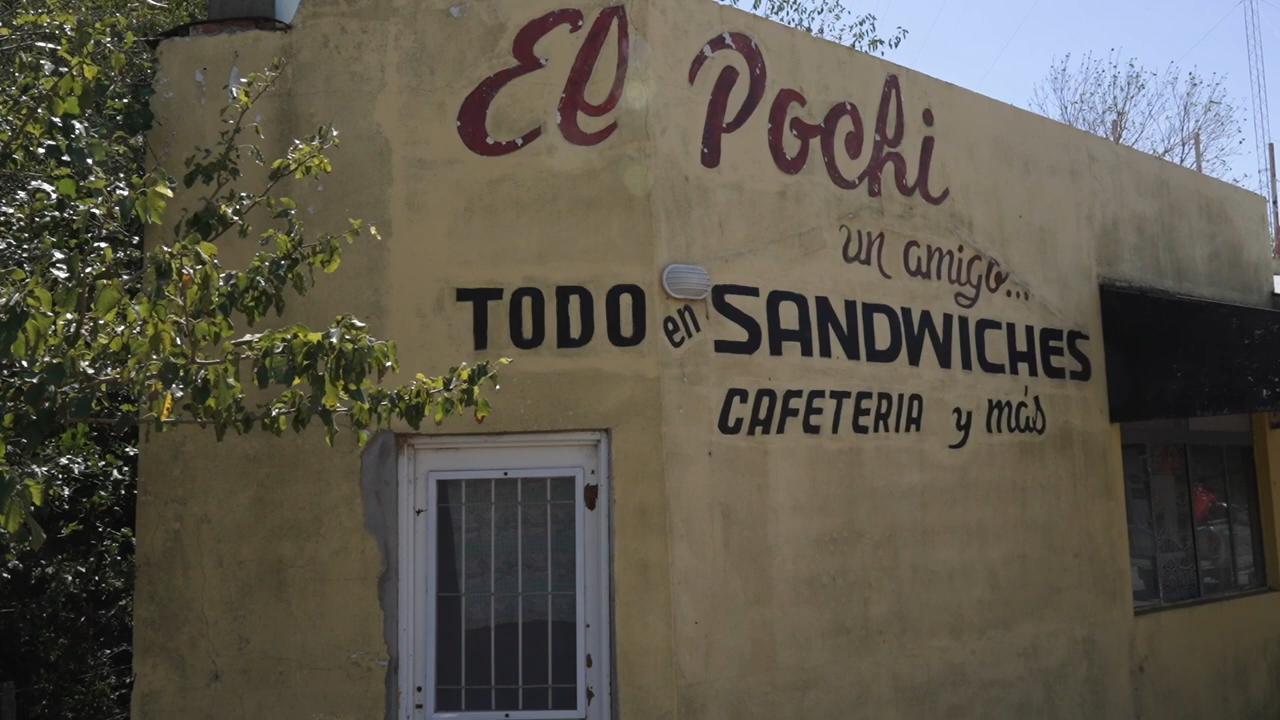 El Pochi
un amigo...
TODO en SANDWICHES
CAFETERIA y más